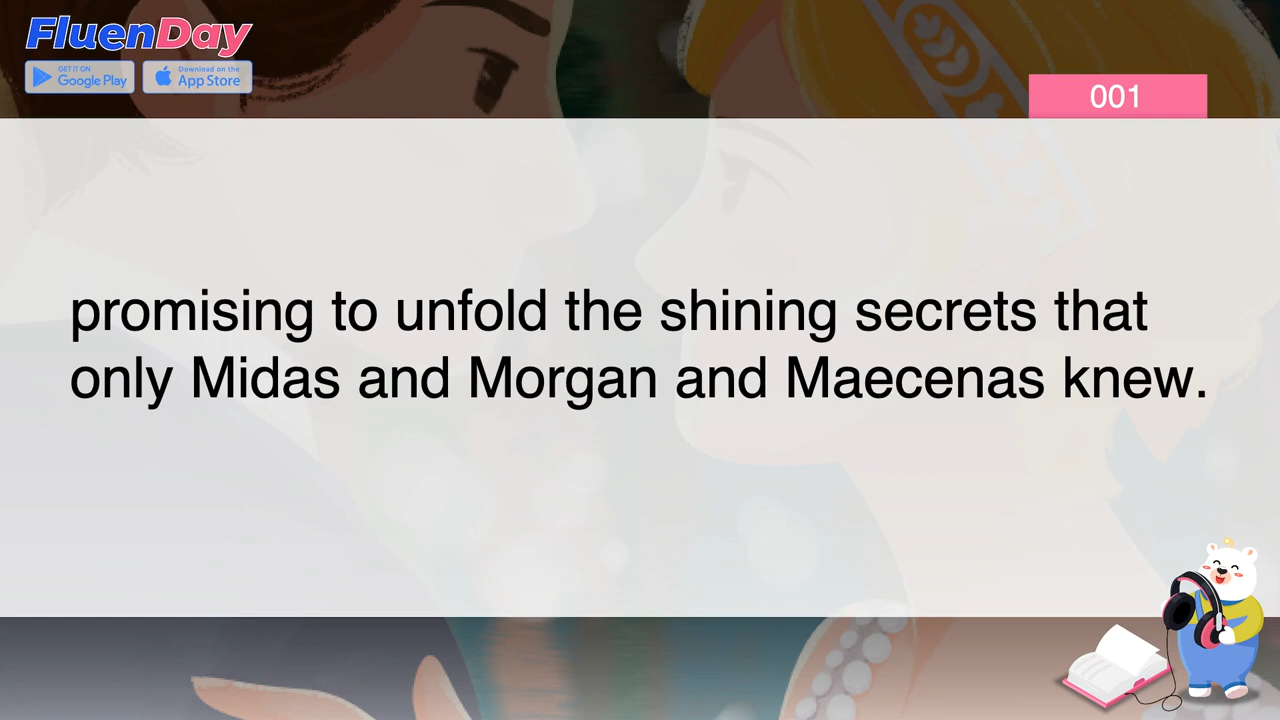 FluenDay
GET IT ON
Google Play
Download on the
App Store
001
promising to unfold the shining secrets that
only Midas and Morgan and Maecenas knew.